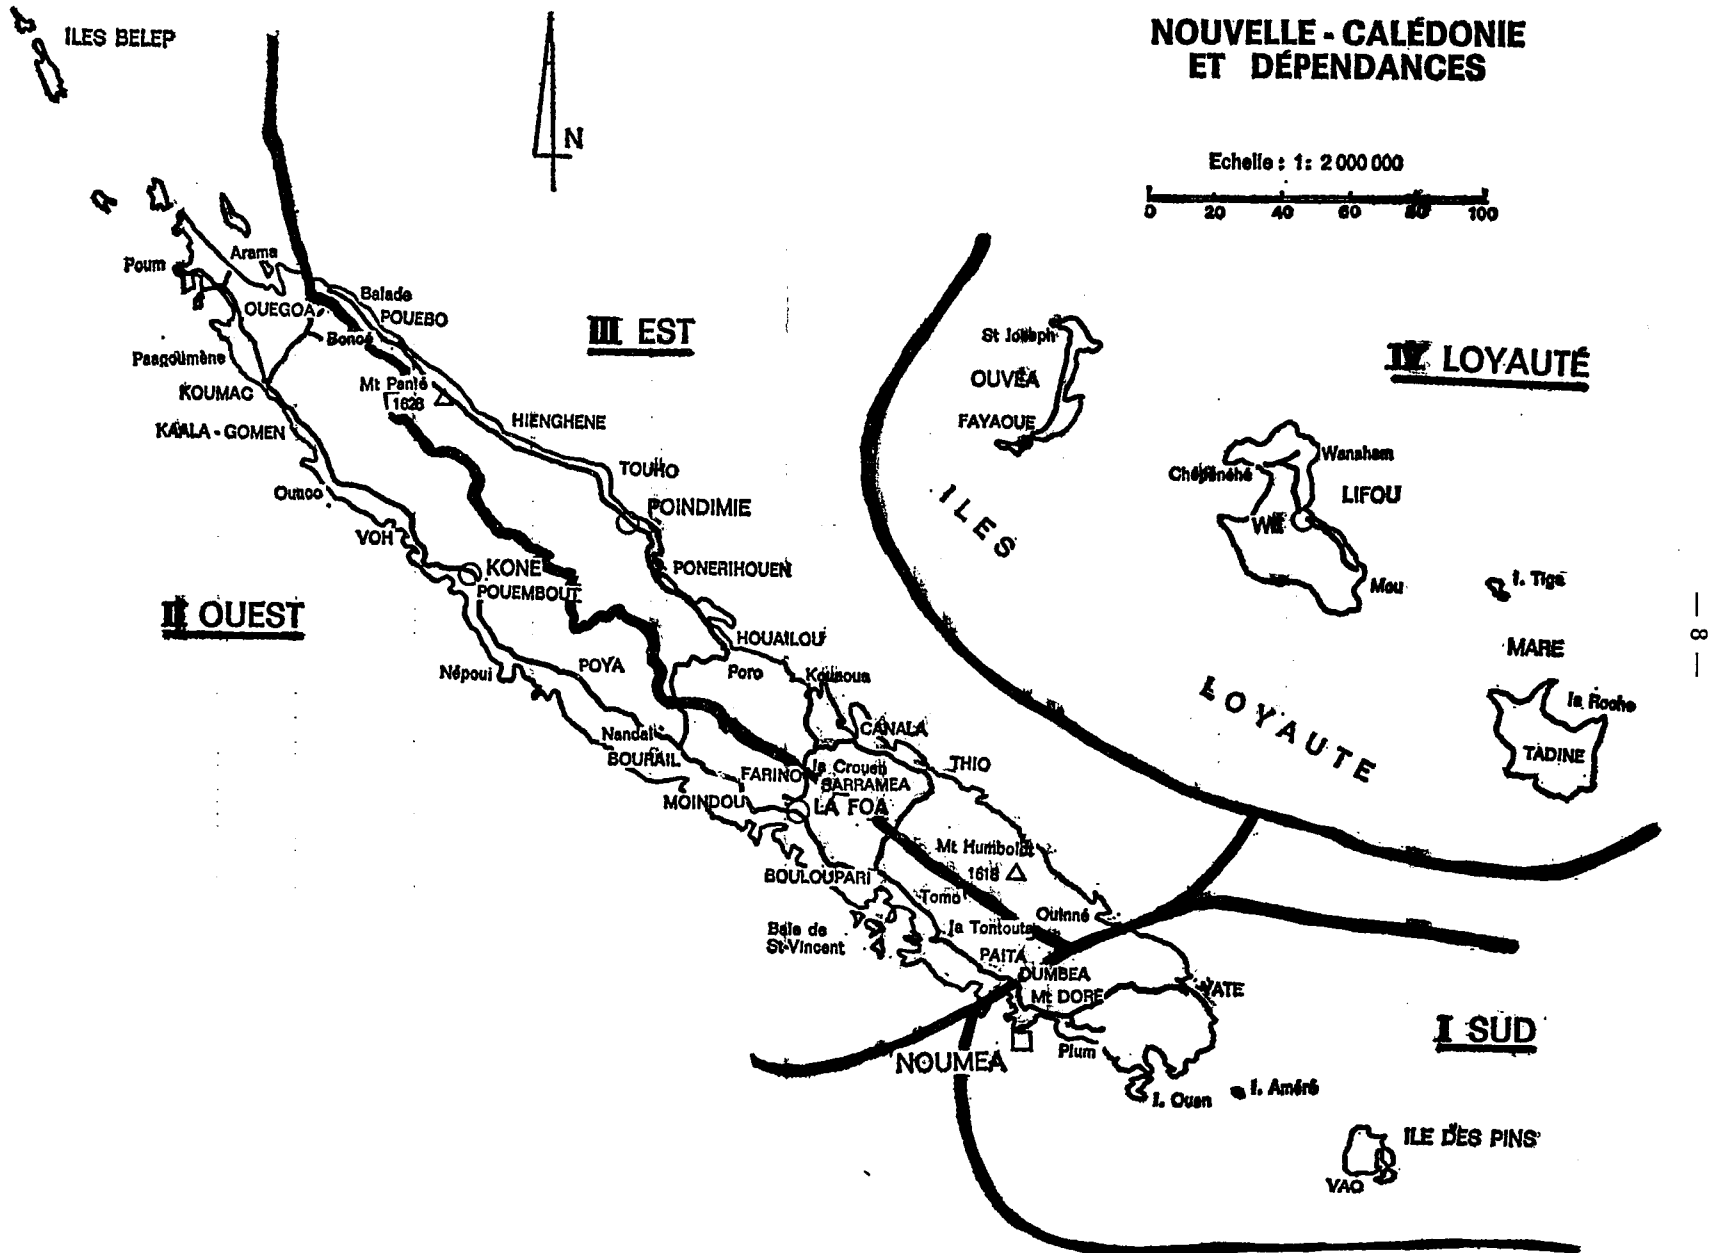 ILES BELEP
NOUVELLE - CALÉDONIE
ET DÉPENDANCES
N
Echelle : 1: 2 000 000
0 20 40 60 80 100
Arama
Poum
Balade
OUEGOA
POUEBO
III EST
St Joseph
Bondé
Paagoumène
IV LOYAUTÉ
OUVEA
Mt Panié
1628
KOUMAC
HIENGHENE
FAYAOUE
KAALA - GOMEN
Wanaham
TOUHO
Chépénéhé
Ounco
LIFOU
ILES
POINDIMIE
WE
VOH
KONE
PONERIHOUEN
I. Tiga
POUEMBOUT
Mou
II OUEST
HOUAILOU
— 8 —
MARE
POYA
Népoui
Poro
Kouaoua
LOYAUTE
la Roche
Nandaï
CANALA
BOURAIL
THIO
TADINE
FARINO
la Crouen
SARRAMEA
MOINDOU
LA FOA
Mt Humboldt
1618
BOULOUPARI
Tomo
Ouinné
Baie de
St-Vincent
la Tontouta
PAITA
DUMBEA
Mt DORE
YATE
I SUD
NOUMEA
Plum
I. Ouen
I. Améré
ILE DES PINS
VAO